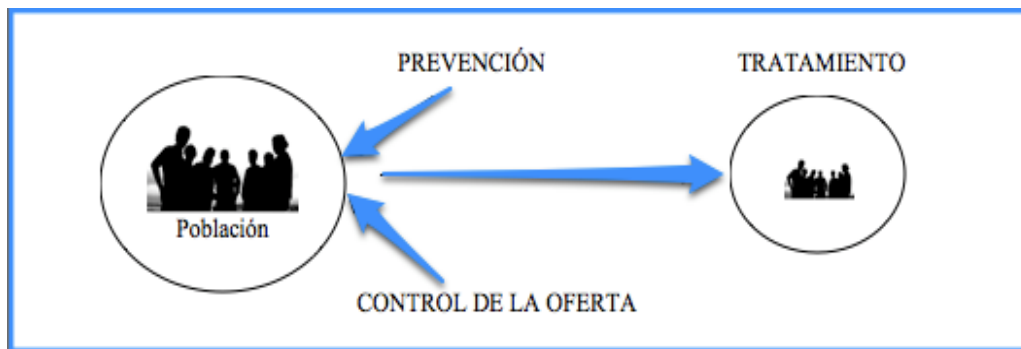 PREVENCIÓN
TRATAMIENTO
Población
CONTROL DE LA OFERTA